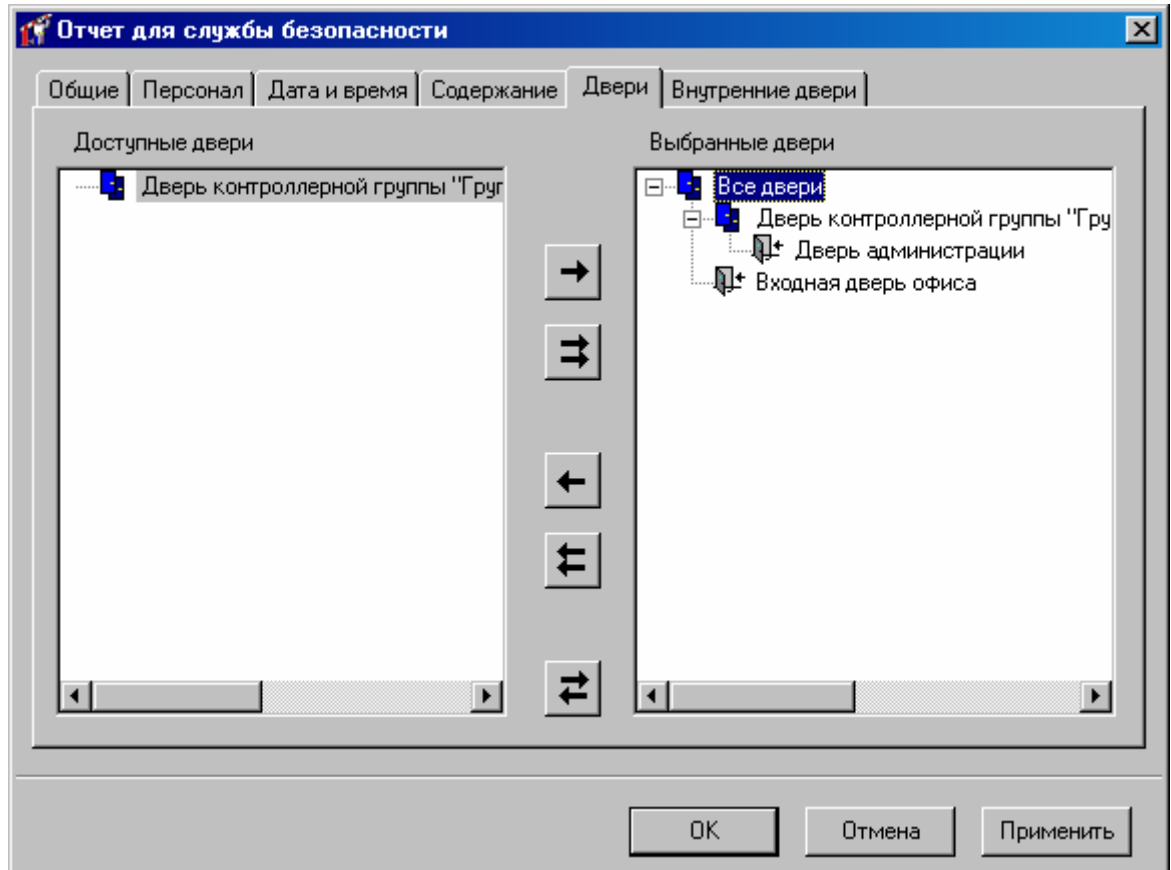 Отчет для службы безопасности
Общие Персонал Дата и время Содержание Двери Внутренние двери
Доступные двери
Выбранные двери
Дверь контроллерной группы "Груп
Все двери
Дверь контроллерной группы "Гру
Дверь администрации
Входная дверь офиса
OK Отмена Применить